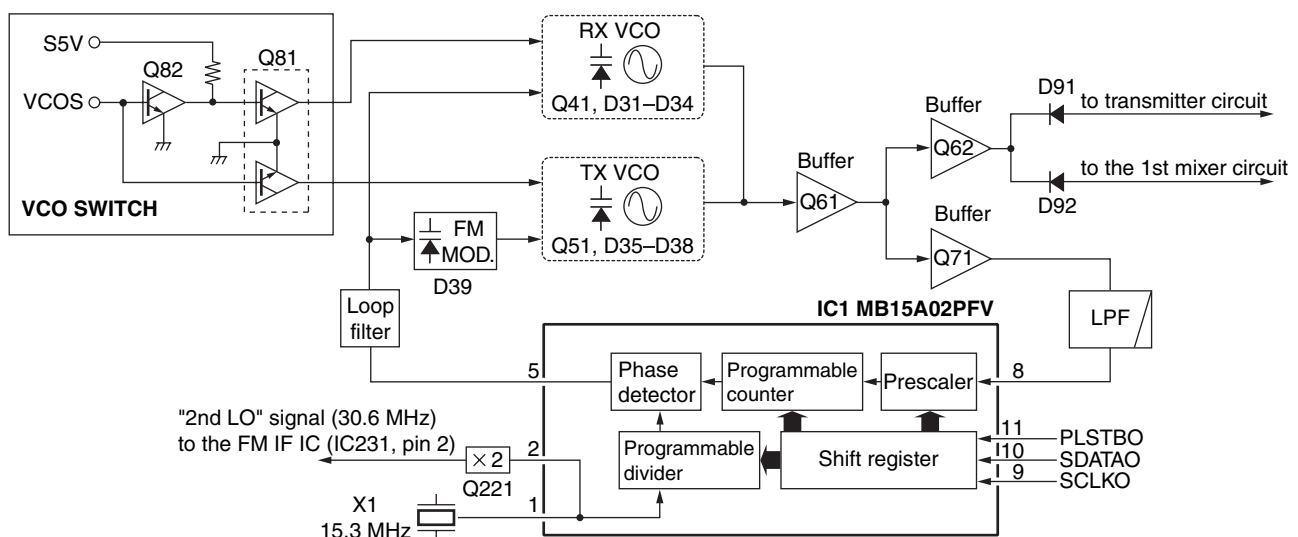 S5V
VCOS
Q82
Q81
VCO SWITCH
RX VCO
Q41, D31–D34
TX VCO
Q51, D35–D38
FM
MOD.
D39
Loop
filter
Buffer
Q61
Buffer
Q62
Buffer
Q71
D91
to transmitter circuit
to the 1st mixer circuit
D92
LPF
IC1 MB15A02PFV
5
Phase
detector
Programmable
counter
Prescaler
8
Programmable
divider
Shift register
11
PLSTBO
10
SDATAO
9
SCLKO
"2nd LO" signal (30.6 MHz)
to the FM IF IC (IC231, pin 2)
×2
Q221
2
1
X1
15.3 MHz